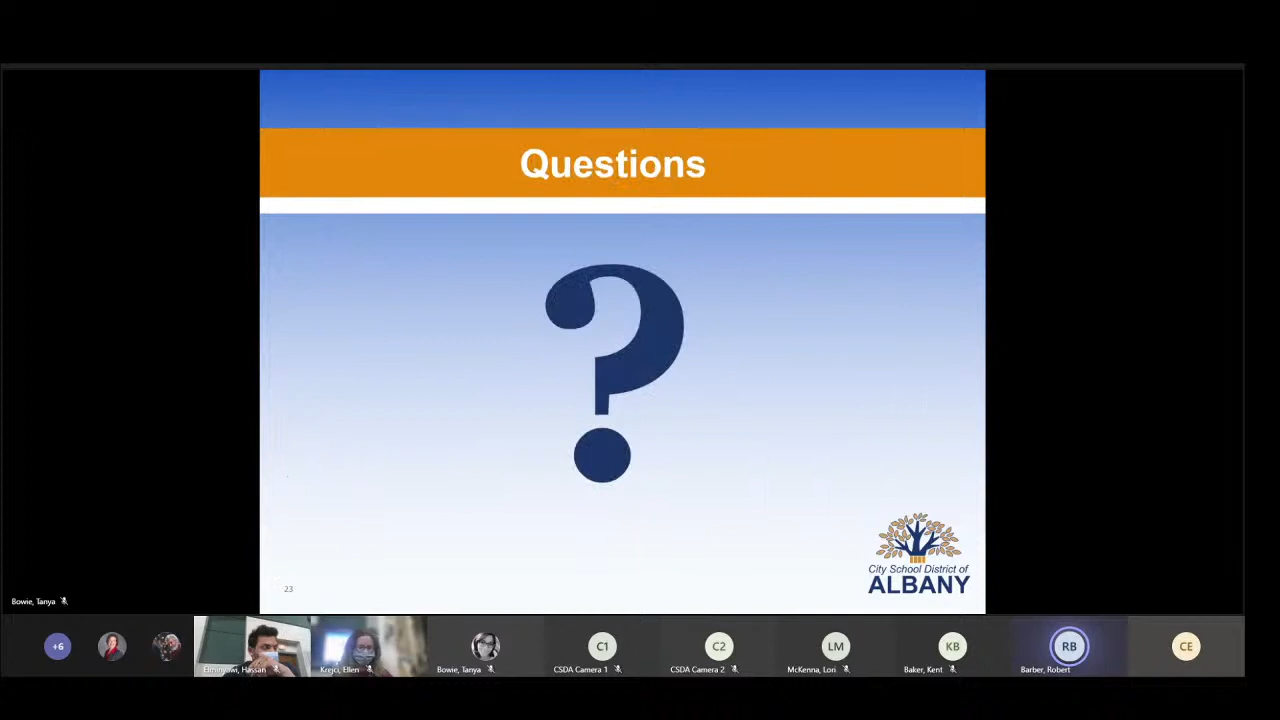 Questions
?
City School District of
ALBANY
23
Bowie, Tanya
+6
Krejci, Ellen
Bowie, Tanya
C1
CSDA Camera 1
C2
CSDA Camera 2
LM
McKenna, Lori
KB
Baker, Kent
RB
Barber, Robert
CE